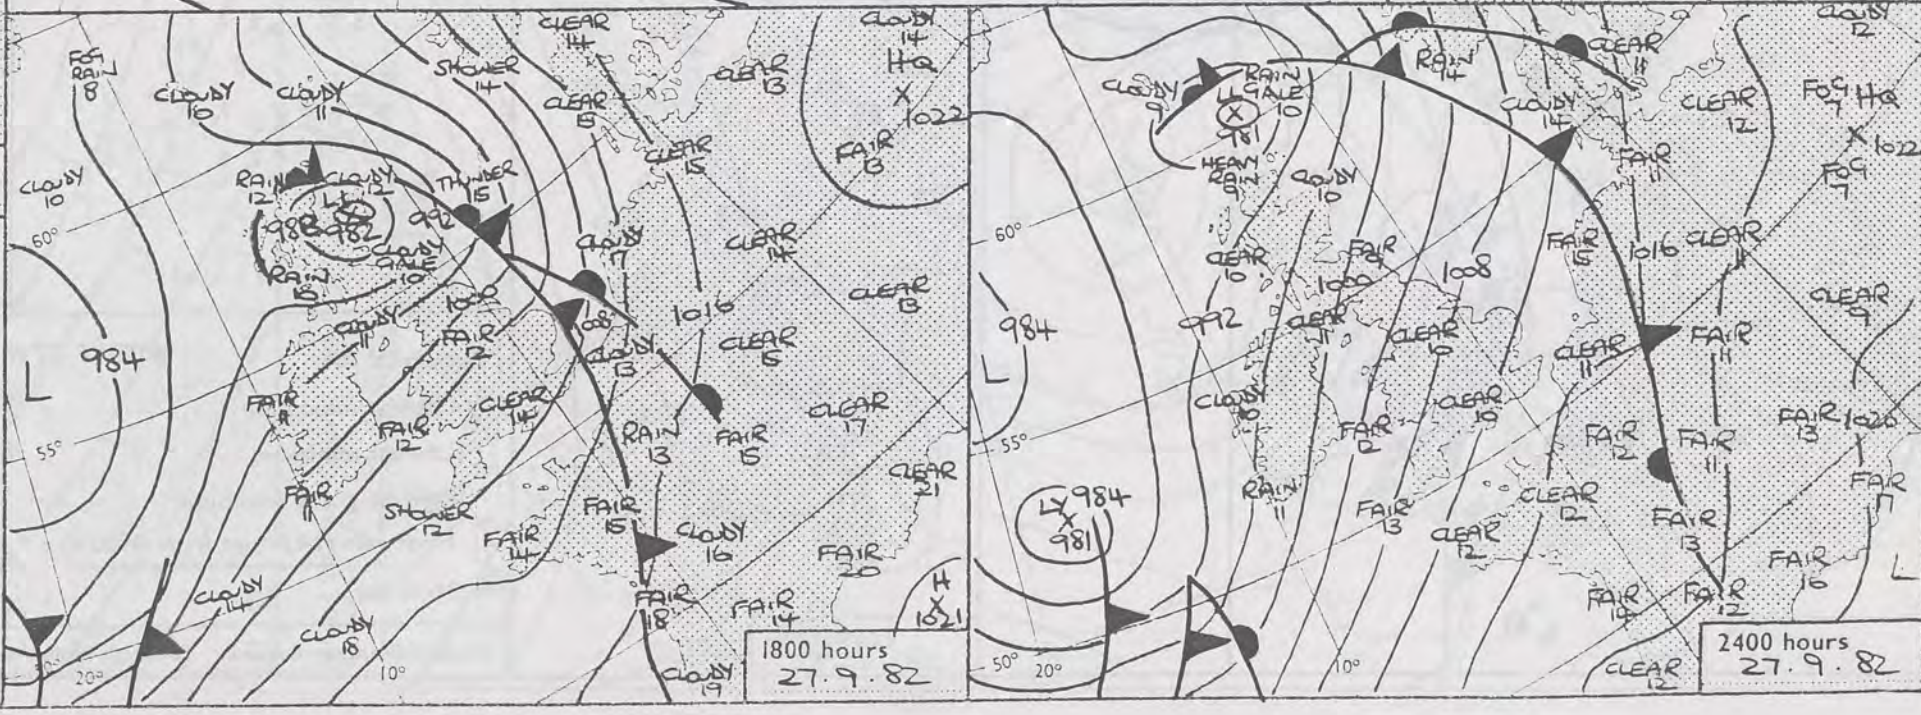 FOG
RAIN
8
CLOUDY
10
CLOUDY
11
SHOWER
14
CLEAR
14
CLEAR
13
CLOUDY
14
H
X
1022
CLEAR
15
FAIR
13
CLEAR
15
CLOUDY
10
60°
RAIN
12
CLOUDY
12
THUNDER
15
L
982
992
CLOUDY
GALE
10
RAIN
15
CLOUDY
17
CLEAR
14
CLEAR
13
1000
1008
1016
984
L
CLOUDY
11
FAIR
12
CLOUDY
13
CLEAR
15
55°
FAIR
11
FAIR
12
CLEAR
14
RAIN
13
FAIR
15
CLEAR
17
CLEAR
21
FAIR
11
SHOWER
12
FAIR
15
FAIR
14
CLOUDY
16
FAIR
20
CLOUDY
14
CLOUDY
18
FAIR
18
FAIR
14
H
X
1021
20°
10°
CLOUDY
19
1800 hours
27.9.82
CLOUDY
9
RAIN
GALE
10
L
X
981
HEAVY
RAIN
9
RAIN
14
CLEAR
11
CLOUDY
12
CLOUDY
14
CLEAR
12
FOG
7
H
X
1022
FAIR
11
FOG
7
60°
CLOUDY
10
CLEAR
10
FAIR
9
FAIR
15
1016
CLEAR
11
984
L
992
1000
1008
CLEAR
11
CLEAR
10
CLEAR
11
FAIR
11
CLEAR
9
55°
CLOUDY
10
FAIR
12
CLEAR
10
FAIR
12
FAIR
11
FAIR
13
1020
L
X
984
981
RAIN
11
FAIR
13
CLEAR
12
CLEAR
12
FAIR
13
FAIR
17
FAIR
14
FAIR
12
FAIR
16
L
50°
20°
10°
CLEAR
12
2400 hours
27.9.82